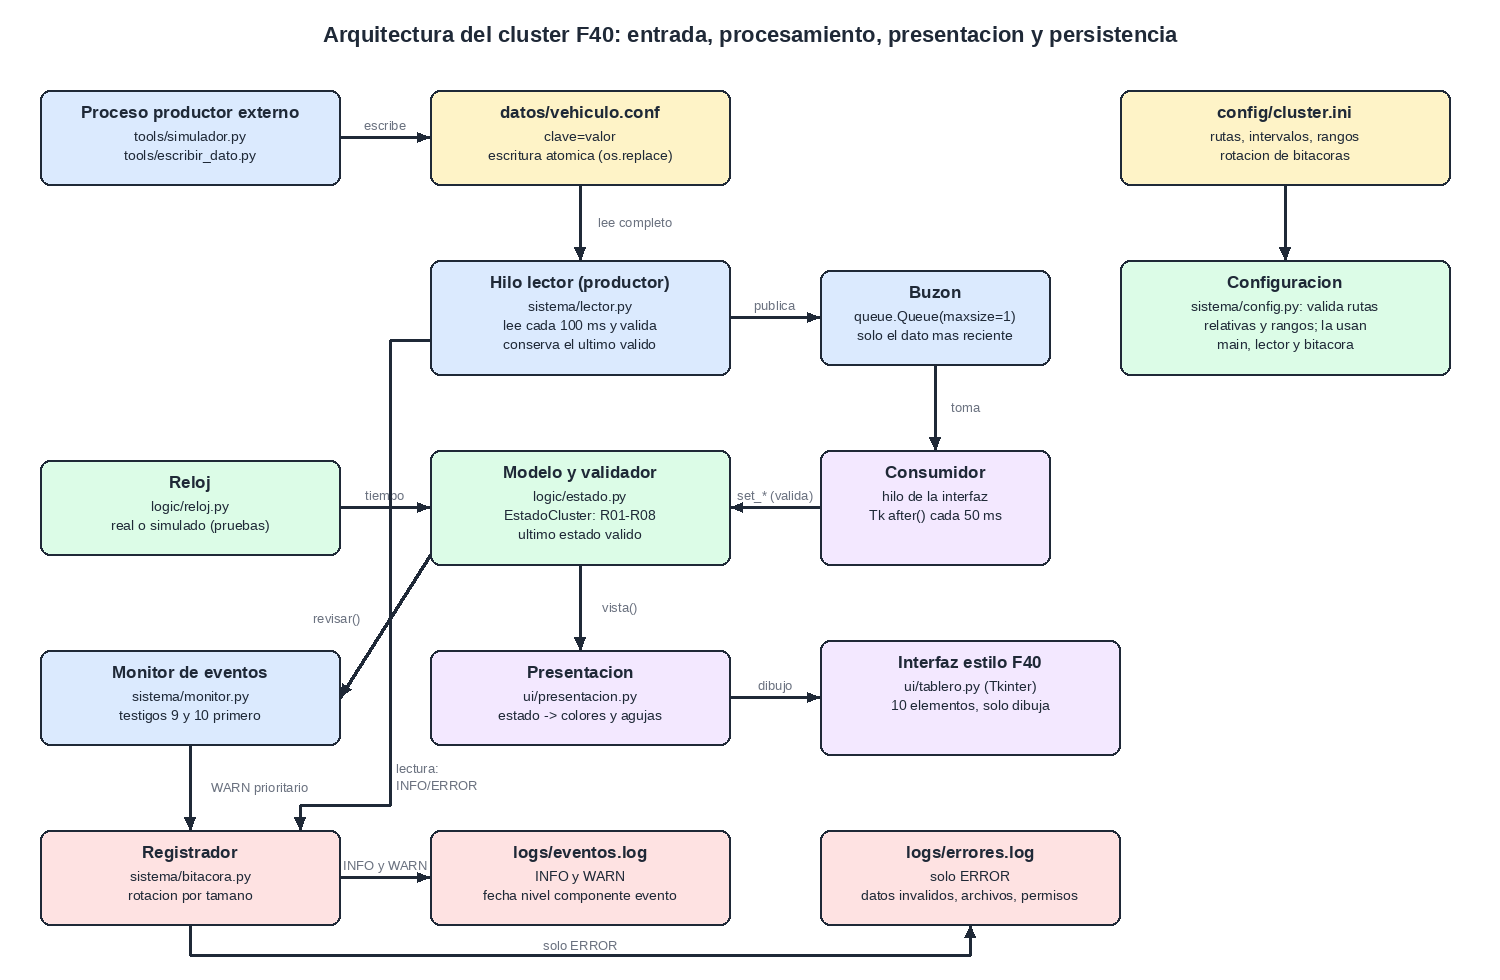 Arquitectura del cluster F40: entrada, procesamiento, presentacion y persistencia
Proceso productor externo
tools/simulador.py
tools/escribir_dato.py
escribe
datos/vehiculo.conf
clave=valor
escritura atomica (os.replace)
config/cluster.ini
rutas, intervalos, rangos
rotacion de bitacoras
lee completo
Hilo lector (productor)
sistema/lector.py
lee cada 100 ms y valida
conserva el ultimo valido
publica
Buzon
queue.Queue(maxsize=1)
solo el dato mas reciente
Configuracion
sistema/config.py: valida rutas
relativas y rangos; la usan
main, lector y bitacora
toma
Reloj
logic/reloj.py
real o simulado (pruebas)
tiempo
Modelo y validador
logic/estado.py
EstadoCluster: R01-R08
ultimo estado valido
set_* (valida)
Consumidor
hilo de la interfaz
Tk after() cada 50 ms
revisar()
vista()
Monitor de eventos
sistema/monitor.py
testigos 9 y 10 primero
Presentacion
ui/presentacion.py
estado -> colores y agujas
dibujo
Interfaz estilo F40
ui/tablero.py (Tkinter)
10 elementos, solo dibuja
WARN prioritario
lectura:
INFO/ERROR
Registrador
sistema/bitacora.py
rotacion por tamano
INFO y WARN
logs/eventos.log
INFO y WARN
fecha nivel componente evento
logs/errores.log
solo ERROR
datos invalidos, archivos, permisos
solo ERROR